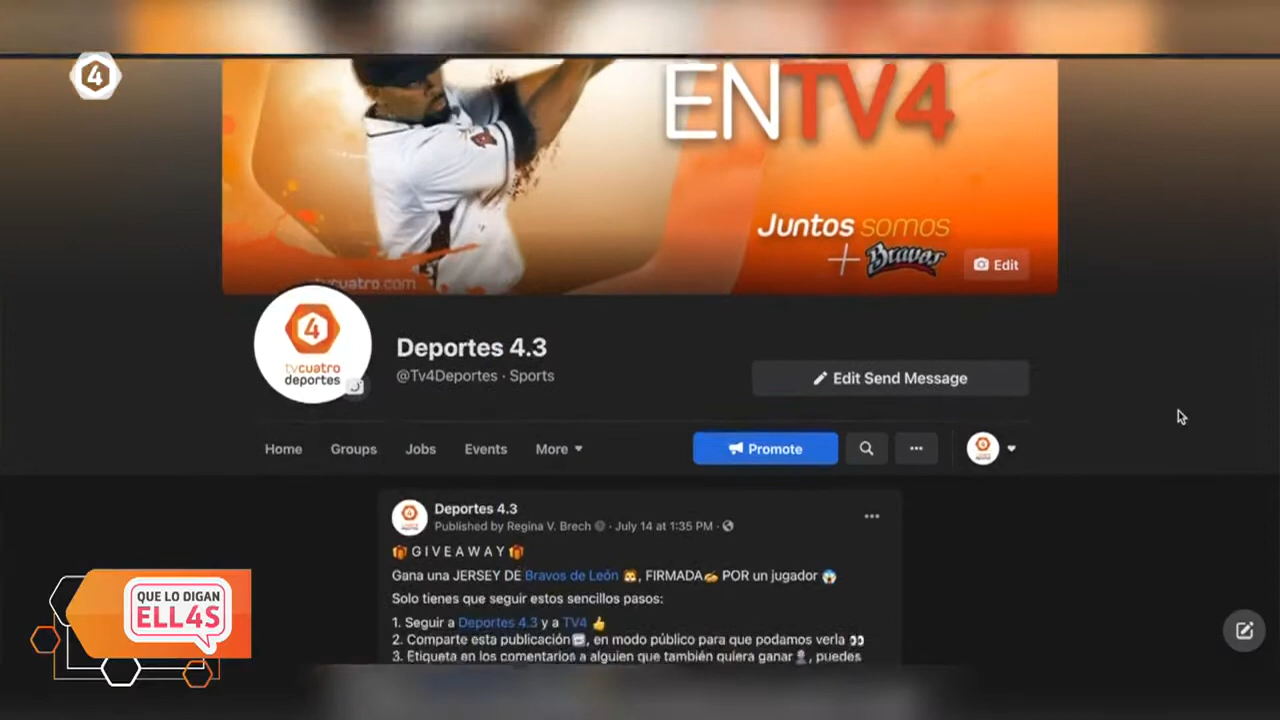 4
ENTV4
Juntos somos
+ Bravos
Edit
tvcuatro.com
4
tvcuatro
deportes
Deportes 4.3
@Tv4Deportes · Sports
Edit Send Message
Home
Groups
Jobs
Events
More
Promote
Deportes 4.3
Published by Regina V. Brech · July 14 at 1:35 PM ·
🎁 G I V E A W A Y 🎁
Gana una JERSEY DE Bravos de León 🦁, FIRMADA✍ POR un jugador 😱
Solo tienes que seguir estos sencillos pasos:
1. Seguir a Deportes 4.3 y a TV4 👍
2. Comparte esta publicación🔁, en modo público para que podamos verla 👀
3. Etiqueta en los comentarios a alguien que también quiera ganar 👤, puedes
QUE LO DIGAN
ELL4S